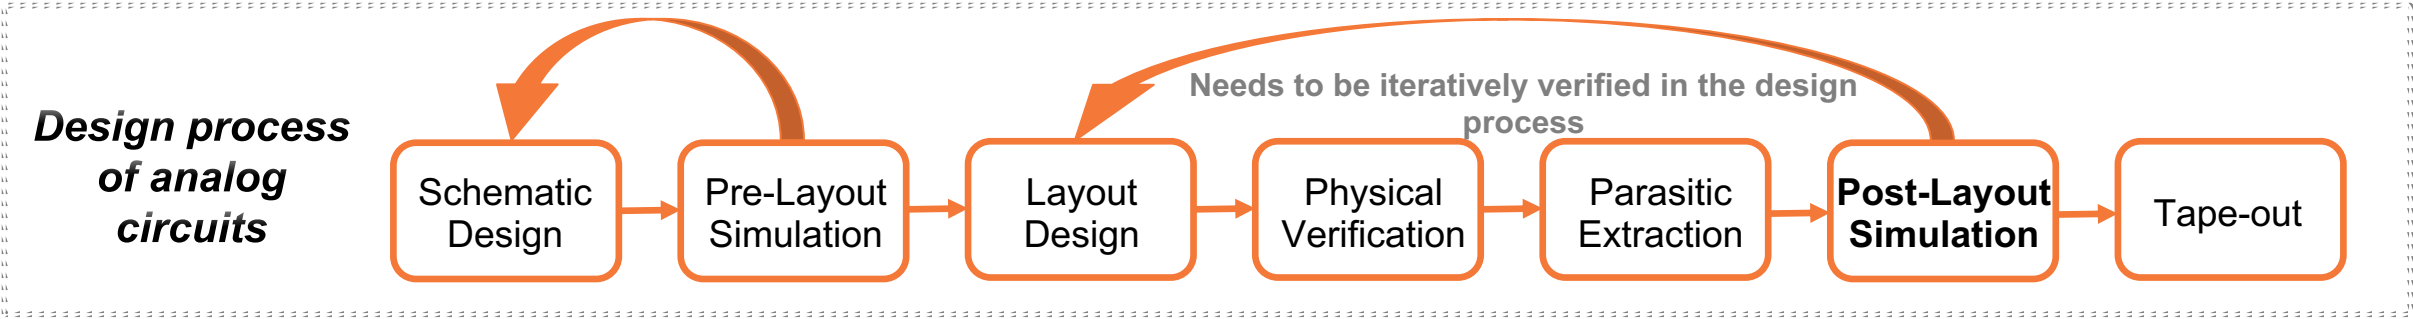 Design process
of analog
circuits
Needs to be iteratively verified in the design
process
Schematic
Design
Pre-Layout
Simulation
Layout
Design
Physical
Verification
Parasitic
Extraction
Post-Layout
Simulation
Tape-out